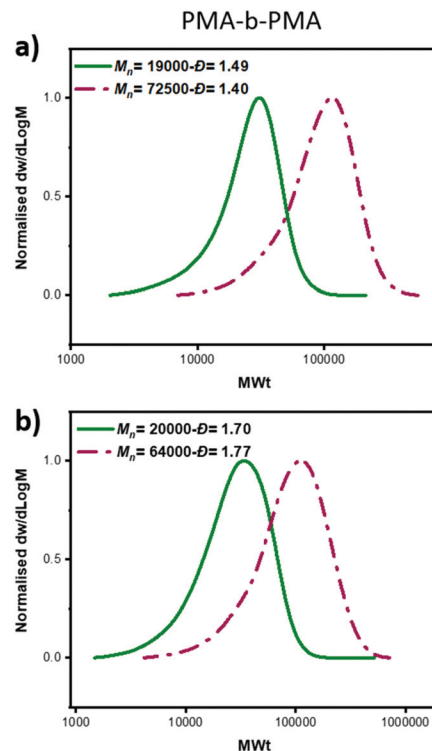 PMA-b-PMA
a)
Mn= 19000-Đ= 1.49
Mn= 72500-Đ= 1.40
Normalised dw/dLogM
1.0
0.5
0.0
1000 10000 100000
MWt
b)
Mn= 20000-Đ= 1.70
Mn= 64000-Đ= 1.77
Normalised dw/dLogM
1.0
0.5
0.0
1000 10000 100000 1000000
MWt